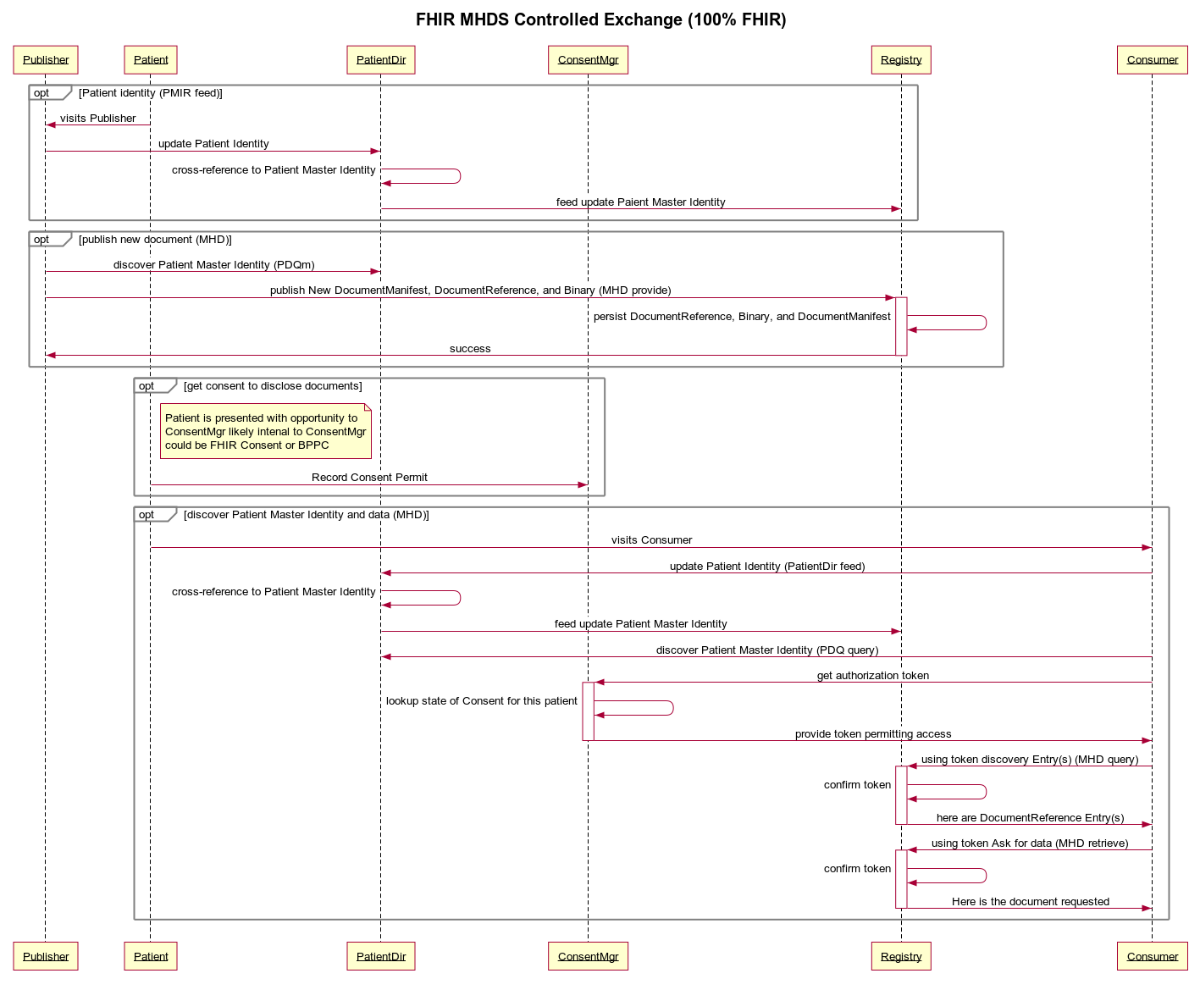 FHIR MHDS Controlled Exchange (100% FHIR)
Publisher
Patient
PatientDir
ConsentMgr
Registry
Consumer
opt
[Patient identity (PMIR feed)]
visits Publisher
update Patient Identity
cross-reference to Patient Master Identity
feed update Paient Master Identity
opt
[publish new document (MHD)]
discover Patient Master Identity (PDQm)
publish New DocumentManifest, DocumentReference, and Binary (MHD provide)
persist DocumentReference, Binary, and DocumentManifest
success
opt
[get consent to disclose documents]
Patient is presented with opportunity to
ConsentMgr likely intenal to ConsentMgr
could be FHIR Consent or BPPC
Record Consent Permit
opt
[discover Patient Master Identity and data (MHD)]
visits Consumer
update Patient Identity (PatientDir feed)
cross-reference to Patient Master Identity
feed update Patient Master Identity
discover Patient Master Identity (PDQ query)
get authorization token
lookup state of Consent for this patient
provide token permitting access
using token discovery Entry(s) (MHD query)
confirm token
here are DocumentReference Entry(s)
using token Ask for data (MHD retrieve)
confirm token
Here is the document requested
Publisher
Patient
PatientDir
ConsentMgr
Registry
Consumer